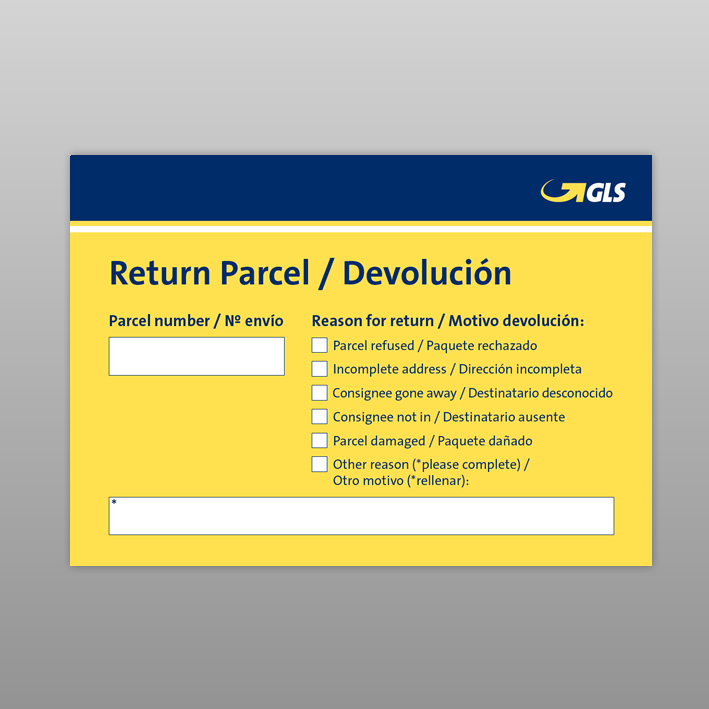 GLS
Return Parcel / Devolución
Parcel number / Nº envío
Reason for return / Motivo devolución:
Parcel refused / Paquete rechazado
Incomplete address / Dirección incompleta
Consignee gone away / Destinatario desconocido
Consignee not in / Destinatario ausente
Parcel damaged / Paquete dañado
Other reason (*please complete) /
Otro motivo (*rellenar):
*